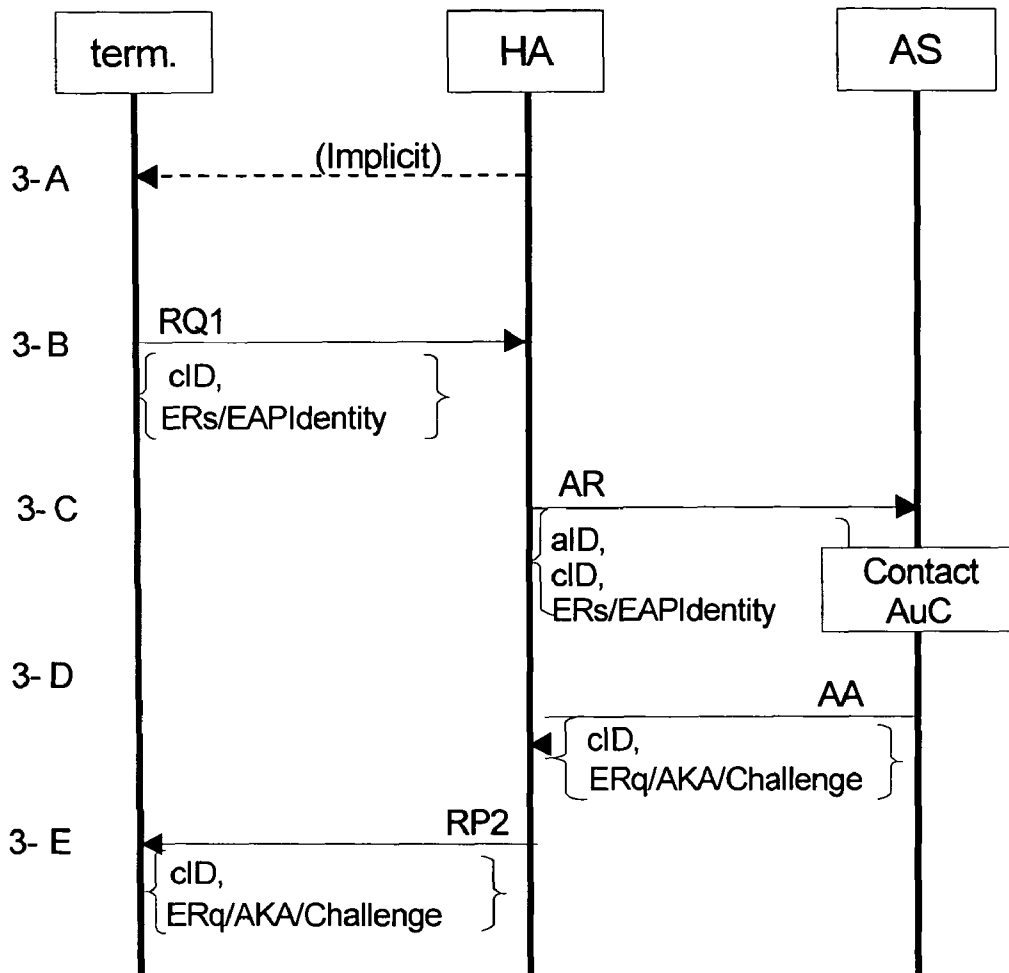 term.
HA
AS
(Implicit)
3-A
RQ1
3-B
cID,
ERs/EAPIdentity
AR
3-C
aID,
cID,
ERs/EAPIdentity
Contact
AuC
3-D
AA
cID,
ERq/AKA/Challenge
RP2
3-E
cID,
ERq/AKA/Challenge